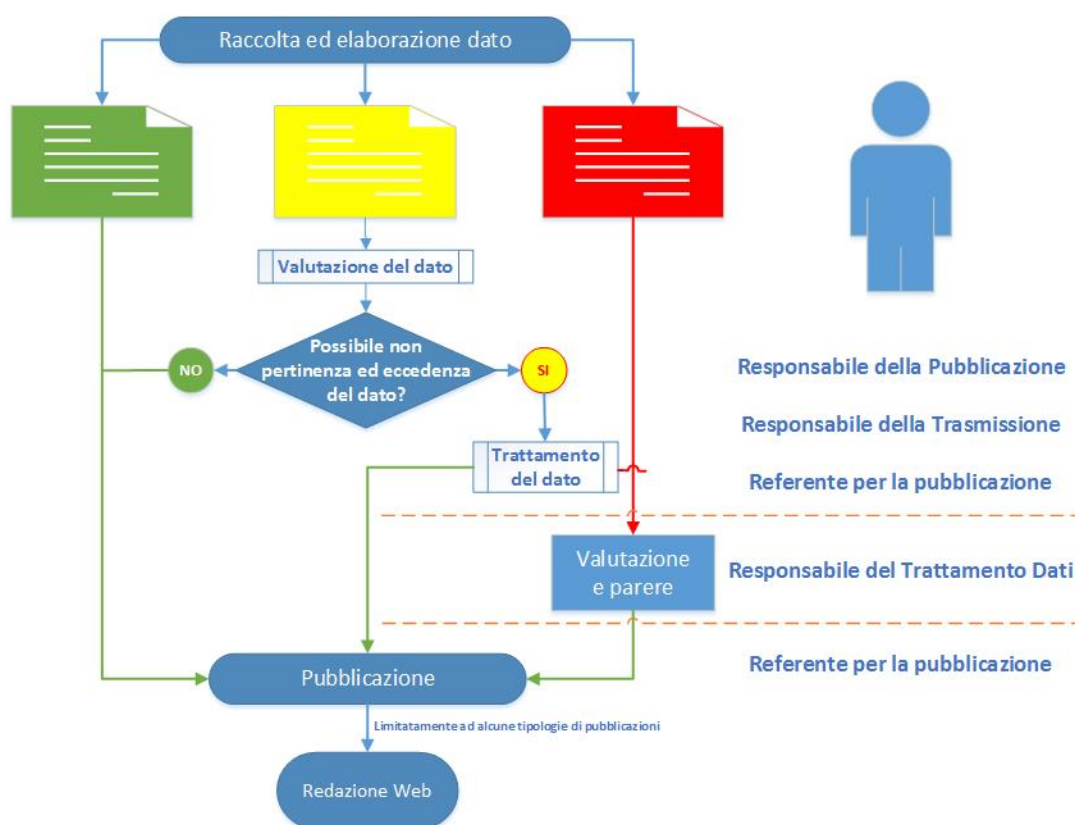 Raccolta ed elaborazione dato
Valutazione del dato
Possibile non
pertinenza ed eccedenza
del dato?
NO
SI
Trattamento
del dato
Responsabile della Pubblicazione
Responsabile della Trasmissione
Referente per la pubblicazione
Valutazione
e parere
Responsabile del Trattamento Dati
Pubblicazione
Referente per la pubblicazione
Limitatamente ad alcune tipologie di pubblicazioni
Redazione Web